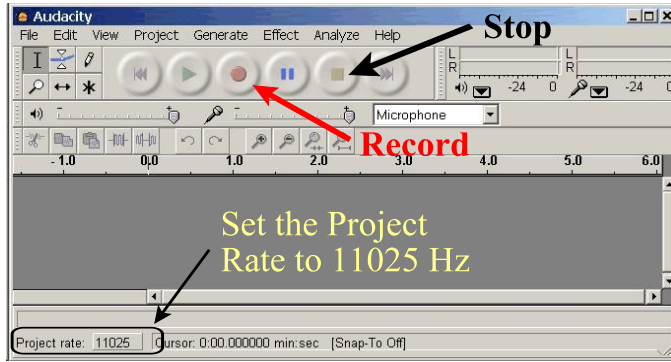 Audacity
File Edit View Project Generate Effect Analyze Help
Stop
L
R
-24 0
L
R
-24 0
Microphone
Record
-1.0 0.0 1.0 2.0 3.0 4.0 5.0 6.0
Set the Project
Rate to 11025 Hz
Project rate: 11025 Cursor: 0:00.000000 min:sec [Snap-To Off]